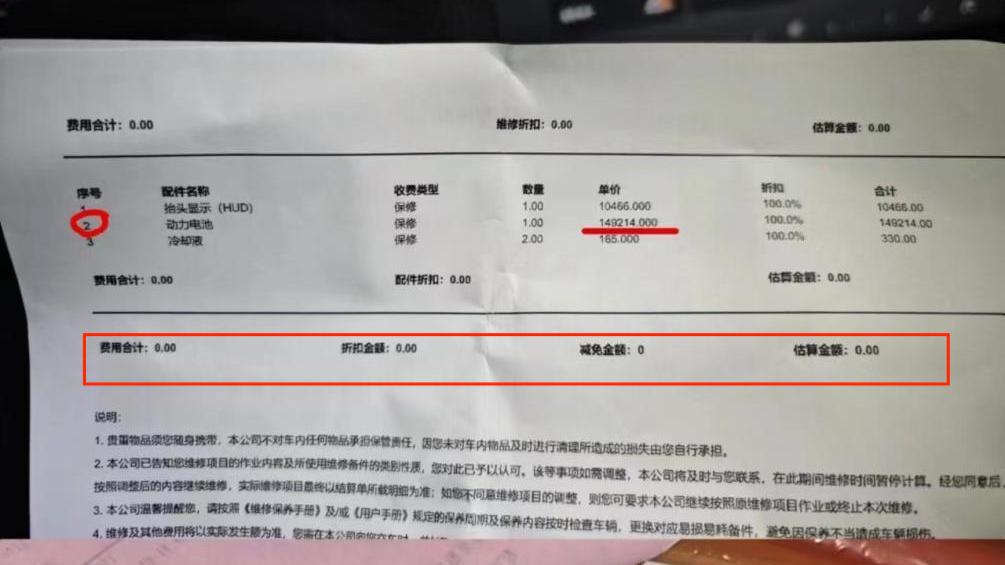 费用合计：0.00 维修折扣：0.00 估算金额：0.00
序号 配件名称 收费类型 数量 单价 折扣 合计
1 抬头显示（HUD） 保修 1.00 10466.000 100.0% 10466.00
2 动力电池 保修 1.00 149214.000 100.0% 149214.00
3 冷却液 保修 2.00 165.000 100.0% 330.00
费用合计：0.00 配件折扣：0.00 估算金额：0.00
费用合计：0.00 折扣金额：0.00 减免金额：0 估算金额：0.00
说明：
1. 贵重物品须您随身携带，本公司不对车内任何物品承担保管责任，因您未对车内物品及时进行清理所造成的损失由您自行承担。
2. 本公司已告知您维修项目的作业内容及所使用维修备件的类别性质，您对此已予以认可。该等事项如需调整，本公司将及时与您联系，在此期间维修时间暂停计算。经您同意后，
按照调整后的内容继续维修，实际维修项目最终以结算单所载明细为准；如您不同意维修项目的调整，则您可要求本公司继续按照原维修项目作业或终止本次维修。
3. 本公司温馨提醒您，请按照《维修保养手册》及/或《用户手册》规定的保养周期及保养内容按时检查车辆，更换对应易损易耗备件，避免因保养不当造成车辆损伤。
4. 维修及其他费用将以实际发生额为准，您需在本公司向您交车时